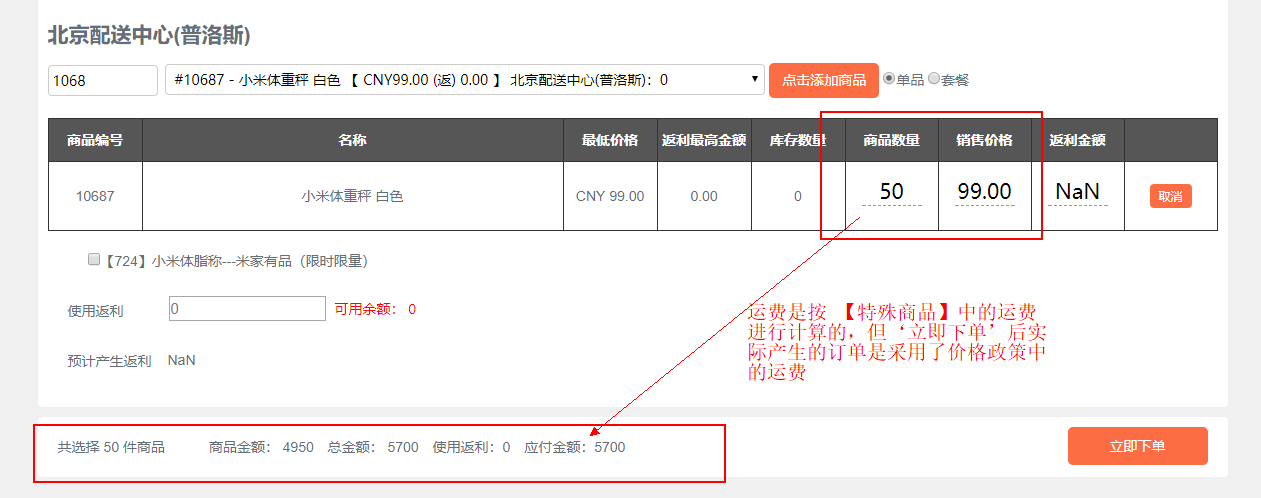 北京配送中心(普洛斯)
1068 #10687 - 小米体重秤 白色 【 CNY99.00 (返) 0.00 】 北京配送中心(普洛斯)：0 点击添加商品 单品 套餐
商品编号 名称 最低价格 返利最高金额 库存数量 商品数量 销售价格 返利金额
10687 小米体重秤 白色 CNY 99.00 0.00 0 50 99.00 NaN 取消
【724】小米体脂称---米家有品（限时限量）
使用返利 0 可用余额： 0
运费是按 【特殊商品】中的运费
进行计算的，但‘立即下单’后实
际产生的订单是采用了价格政策中
的运费
预计产生返利 NaN
共选择 50 件商品 商品金额： 4950 总金额： 5700 使用返利：0 应付金额：5700 立即下单